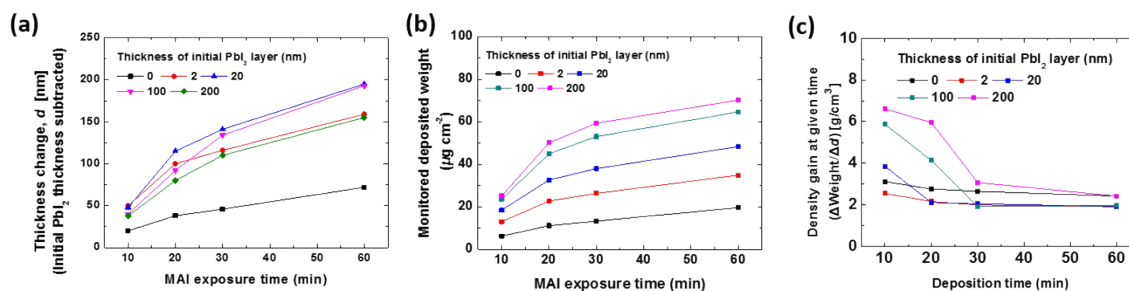 (a)
Thickness change, d [nm]
(Initial PbI₂ thickness subtracted)
250
200
150
100
50
0
Thickness of initial PbI₂ layer (nm)
0 2 20
100 200
10 20 30 40 50 60
MAI exposure time (min)
(b)
Monitored deposited weight
(µg cm⁻²)
100
80
60
40
20
0
Thickness of initial PbI₂ layer (nm)
0 2 20
100 200
10 20 30 40 50 60
MAI exposure time (min)
(c)
Density gain at given time
(ΔWeight/Δd) [g/cm³]
10
8
6
4
2
0
Thickness of initial PbI₂ layer (nm)
0 2 20
100 200
10 20 30 40 50 60
Deposition time (min)